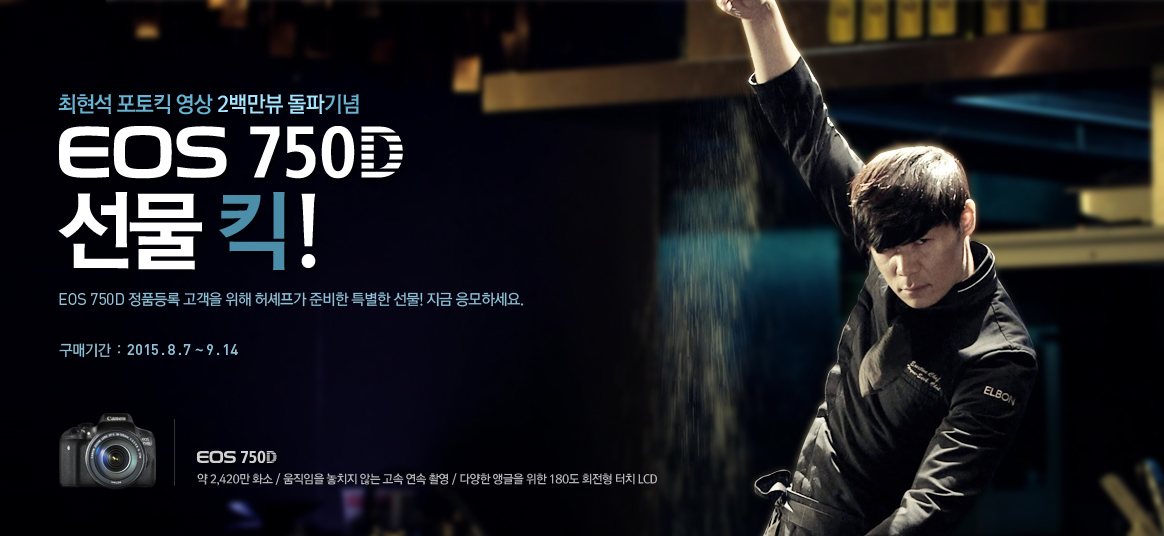 최현석 포토킥 영상 2백만뷰 돌파기념
EOS 750D
선물 킥!
EOS 750D 정품등록 고객을 위해 허셰프가 준비한 특별한 선물! 지금 응모하세요.
구매기간 : 2015.8.7 ~ 9.14
Canon
EOS 750D
약 2,420만 화소 / 움직임을 놓치지 않는 고속 연속 촬영 / 다양한 앵글을 위한 180도 회전형 터치 LCD
Chef
ELBON